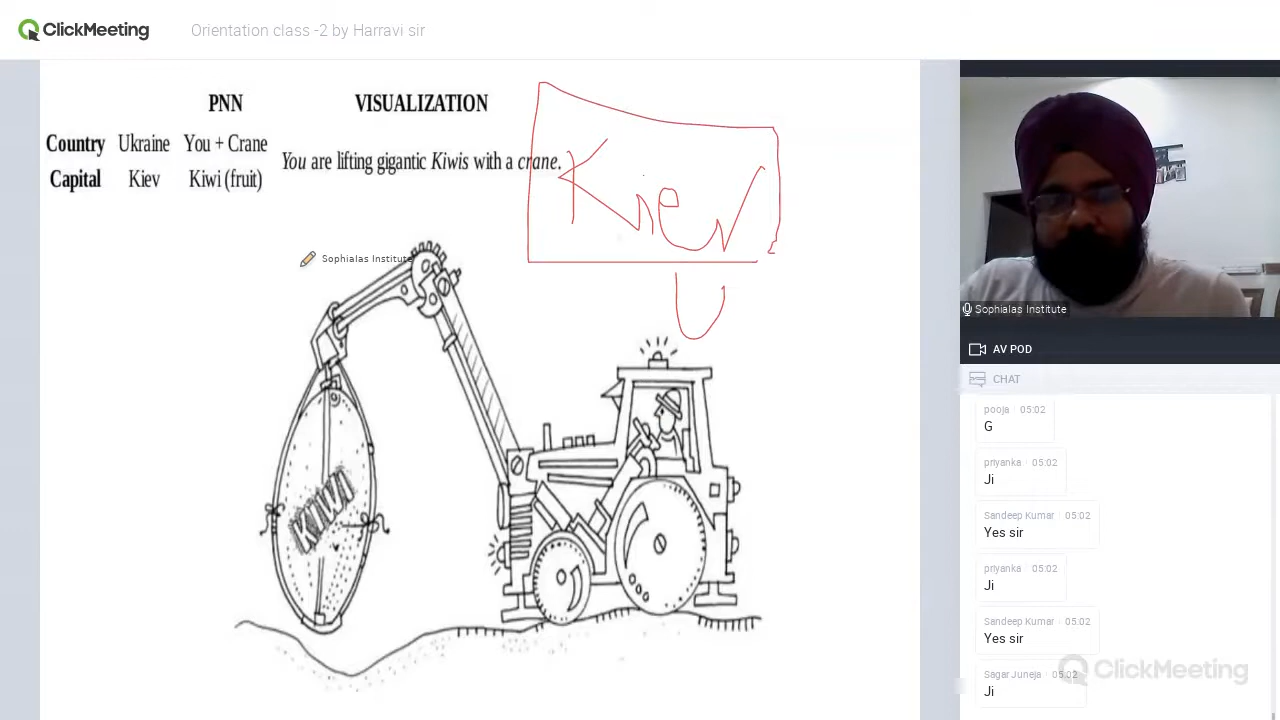 ClickMeeting
Orientation class -2 by Harravi sir
PNN VISUALIZATION
Country Ukraine You + Crane
You are lifting gigantic Kiwis with a crane.
Capital Kiev Kiwi (fruit)
Kiev
U
Sophialas Institute
KIWI
Sophialas Institute
AV POD
CHAT
pooja · 05:02
G
priyanka · 05:02
Ji
Sandeep Kumar · 05:02
Yes sir
priyanka · 05:02
Ji
Sandeep Kumar · 05:02
Yes sir
Sagar Juneja · 05:02
Ji
ClickMeeting